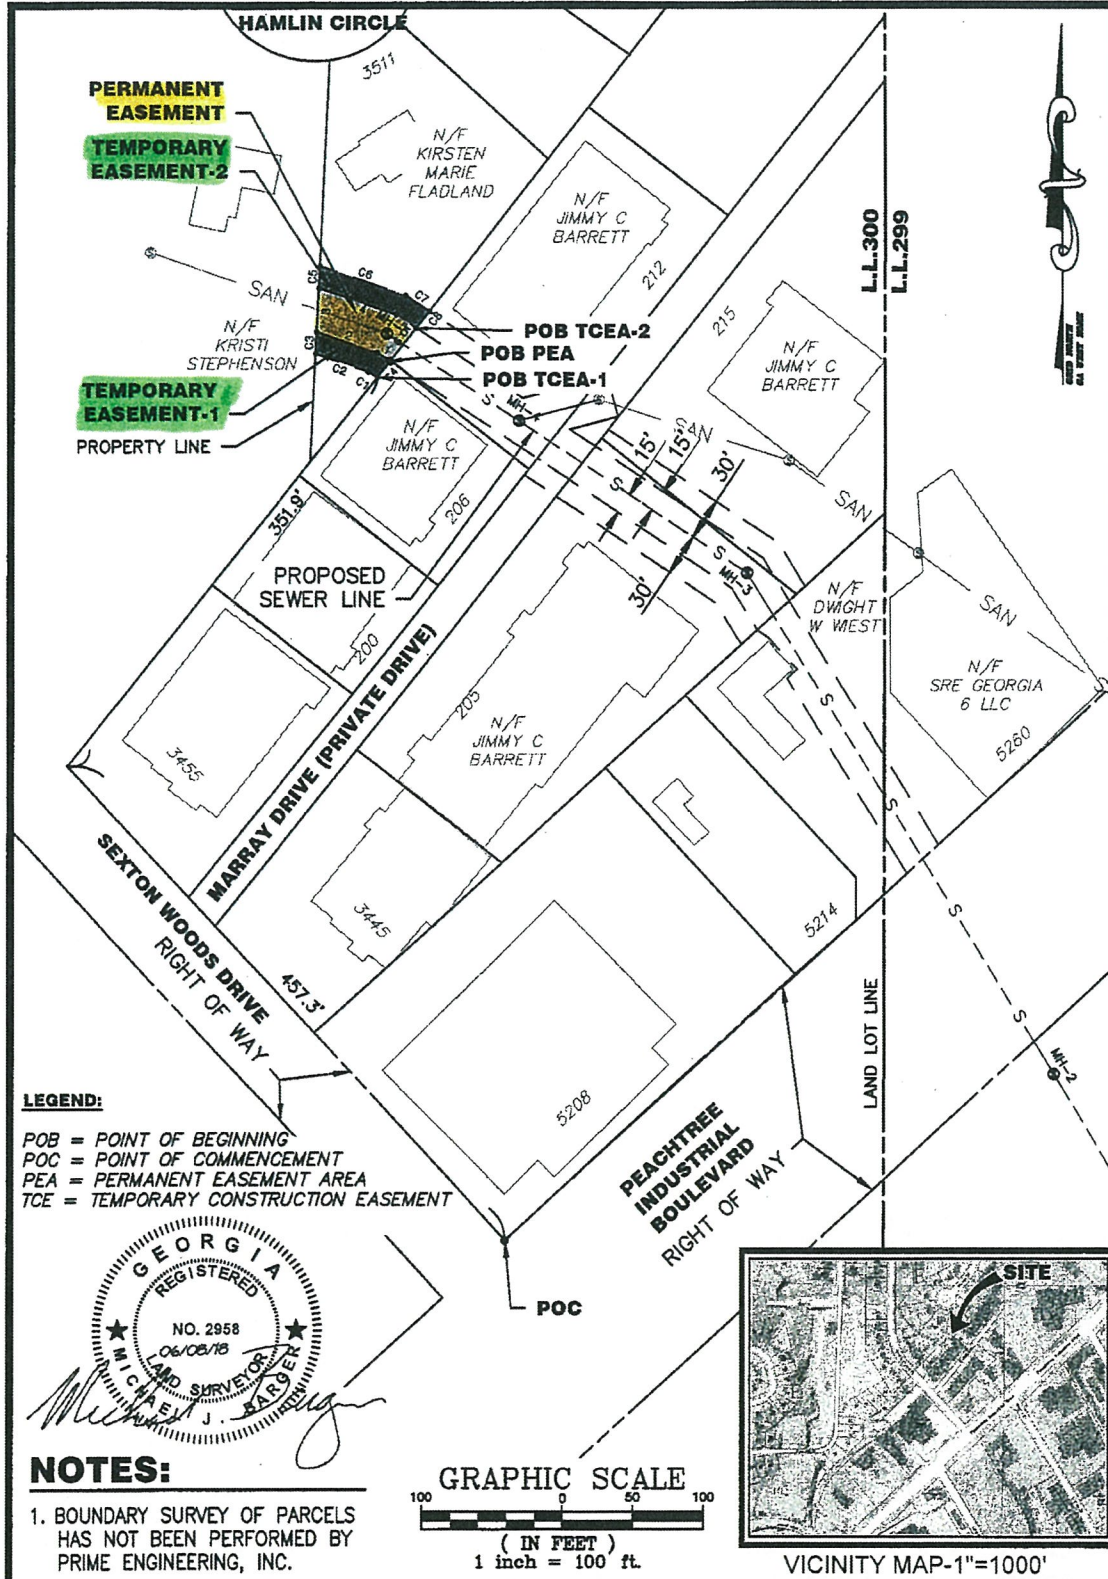 HAMLIN CIRCLE
3511
PERMANENT
EASEMENT
TEMPORARY
EASEMENT-2
N/F
KIRSTEN
MARIE
FLADLAND
N/F
JIMMY C
BARRETT
212
L.L.300
L.L.299
GRID NORTH
GA WEST ZONE
S
SAN
C5
C6
C7
C8
N/F
KRISTI
STEPHENSON
C3
C2
C1
POB TCEA-2
POB PEA
POB TCEA-1
215
N/F
JIMMY C
BARRETT
TEMPORARY
EASEMENT-1
PROPERTY LINE
MH-4
S
S
SAN
15'
15'
30'
S
SAN
N/F
JIMMY C
BARRETT
206
351.9'
S
S
MH-3
30'
PROPOSED
SEWER LINE
N/F
DWIGHT
W WEST
SAN
200
N/F
SRE GEORGIA
6 LLC
S
5260
205
N/F
JIMMY C
BARRETT
MARRAY DRIVE (PRIVATE DRIVE)
3455
S
S
S
SEXTON WOODS DRIVE
RIGHT OF WAY
3445
457.3'
5214
S
S
LAND LOT LINE
MH-2
5208
PEACHTREE
INDUSTRIAL
BOULEVARD
RIGHT OF WAY
LEGEND:
POB = POINT OF BEGINNING
POC = POINT OF COMMENCEMENT
PEA = PERMANENT EASEMENT AREA
TCE = TEMPORARY CONSTRUCTION EASEMENT
POC
GEORGIA
REGISTERED
NO. 2958
06/08/18
LAND SURVEYOR
MICHAEL J. BARGER
SITE
NOTES:
1. BOUNDARY SURVEY OF PARCELS
HAS NOT BEEN PERFORMED BY
PRIME ENGINEERING, INC.
GRAPHIC SCALE
100 0 50 100
( IN FEET )
1 inch = 100 ft.
VICINITY MAP-1"=1000'